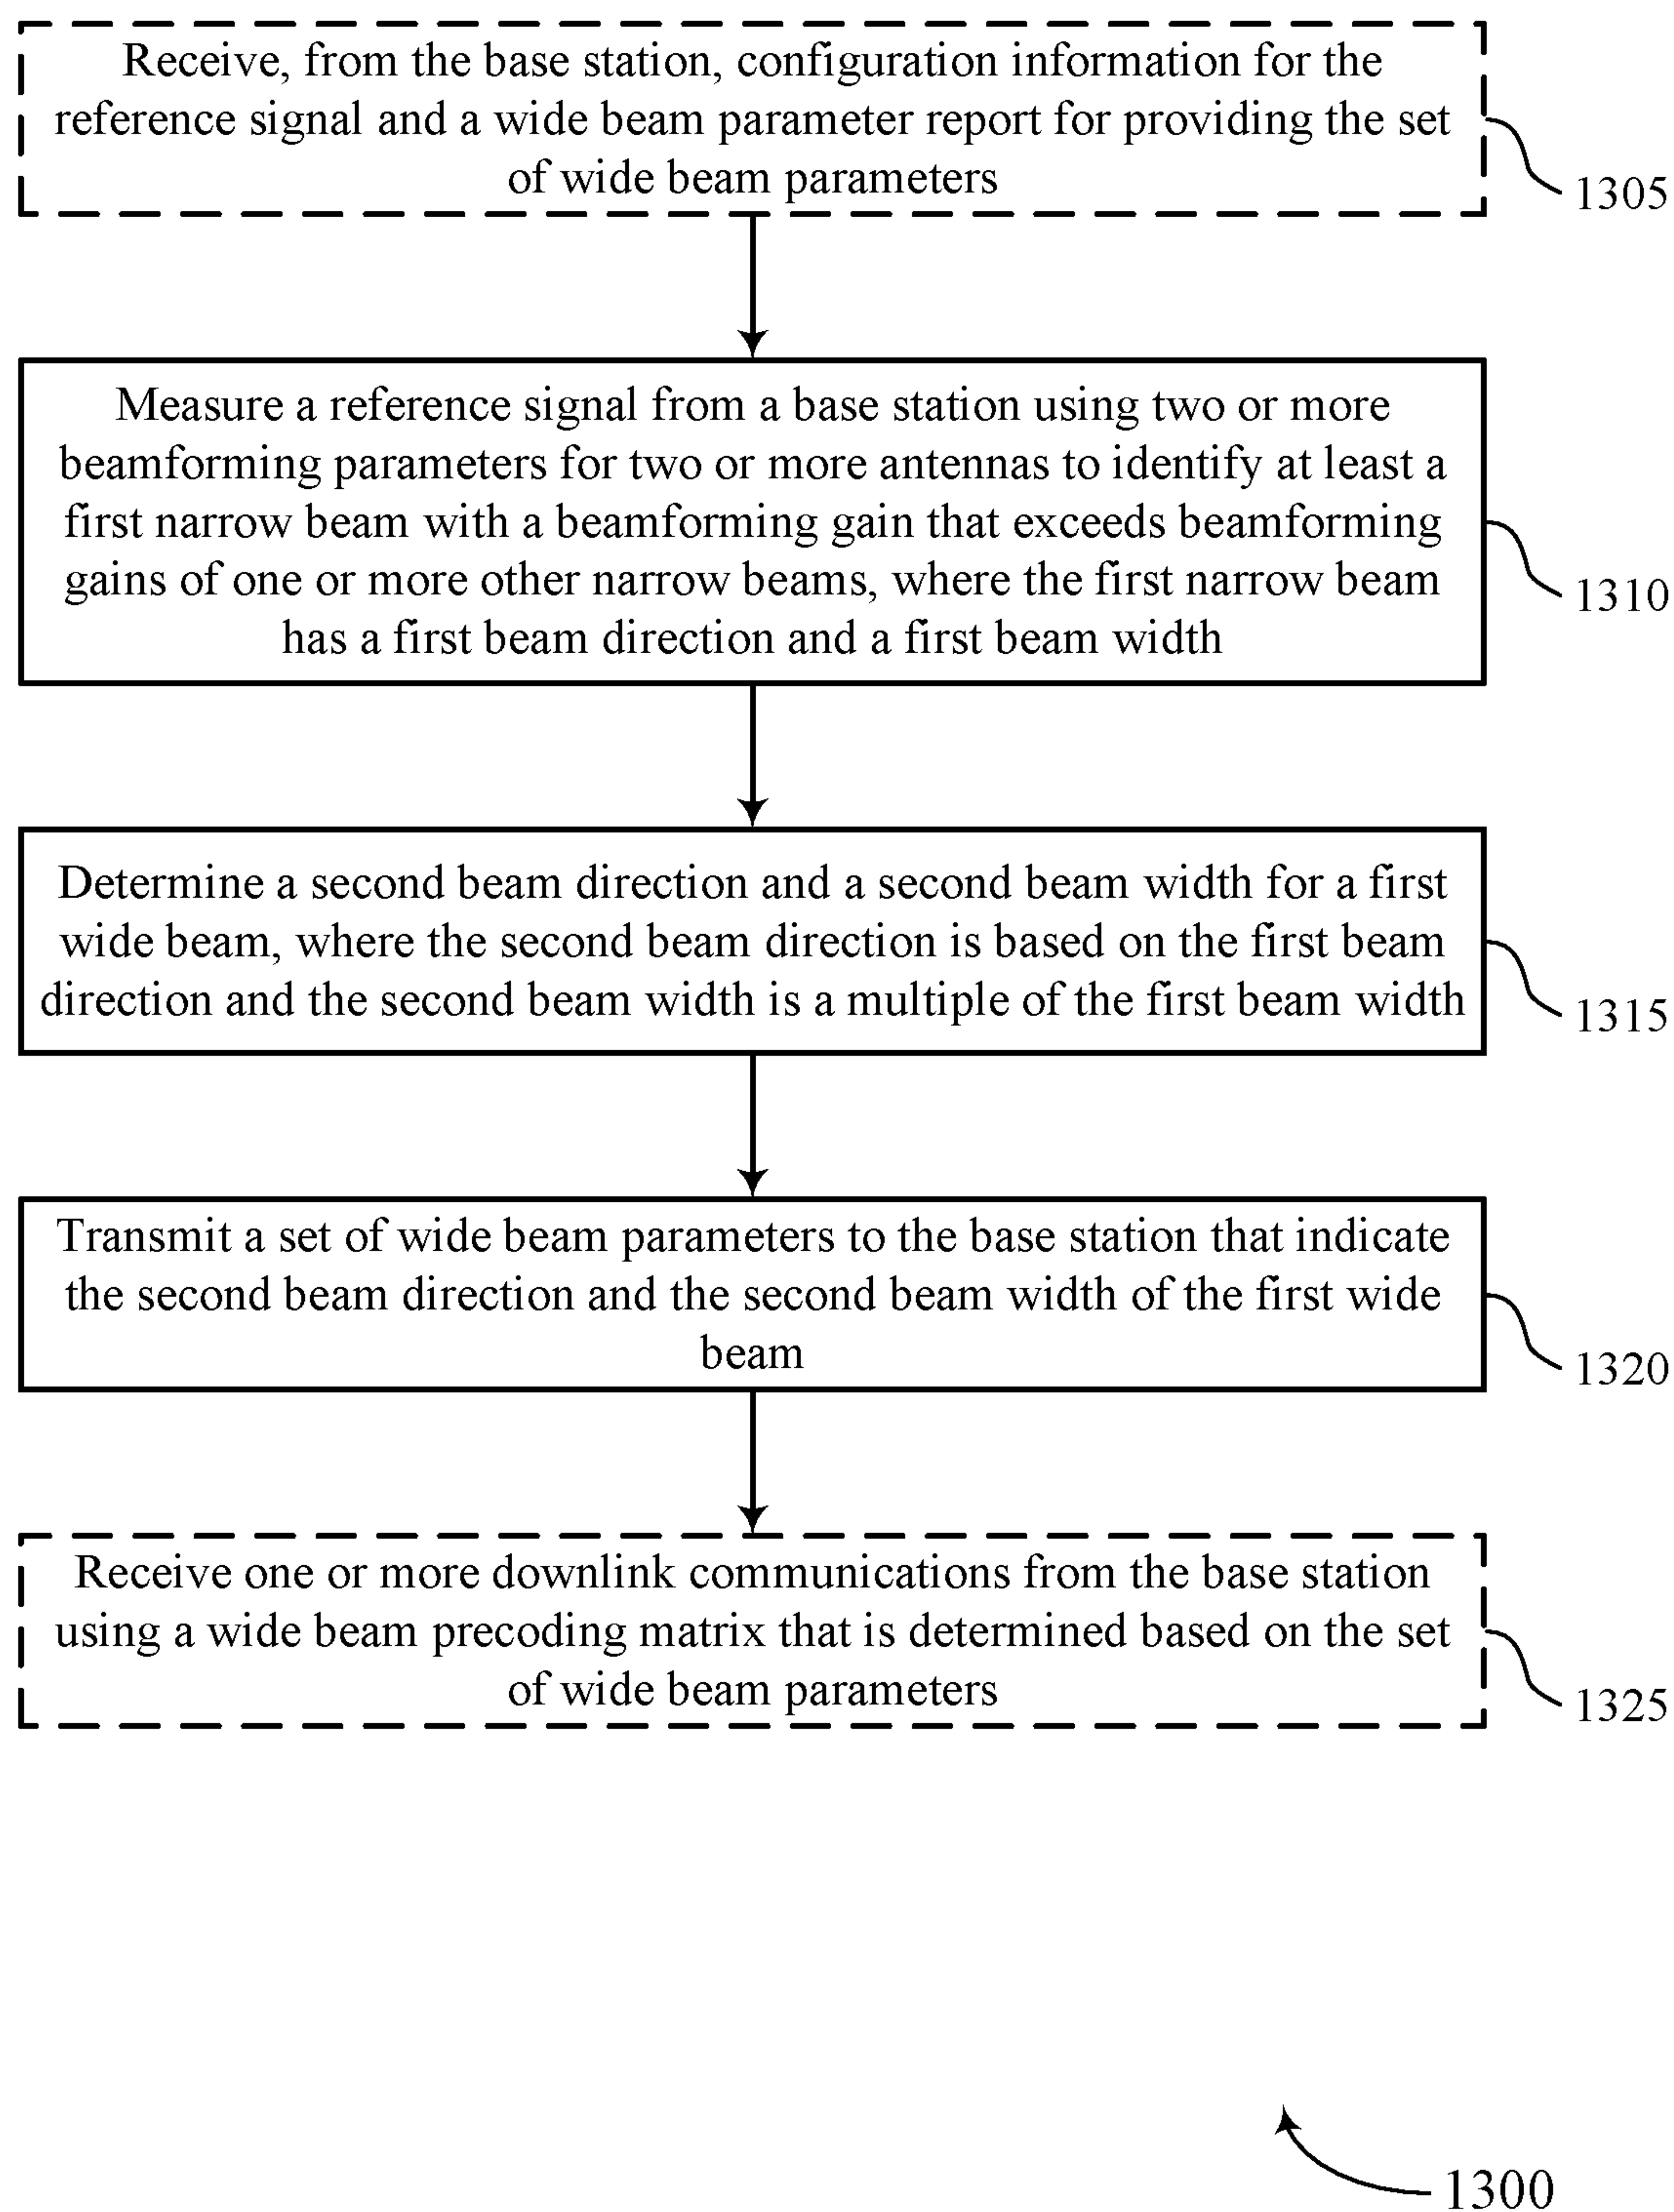 Receive, from the base station, configuration information for the
reference signal and a wide beam parameter report for providing the set
of wide beam parameters
1305
Measure a reference signal from a base station using two or more
beamforming parameters for two or more antennas to identify at least a
first narrow beam with a beamforming gain that exceeds beamforming
gains of one or more other narrow beams, where the first narrow beam
has a first beam direction and a first beam width
1310
Determine a second beam direction and a second beam width for a first
wide beam, where the second beam direction is based on the first beam
direction and the second beam width is a multiple of the first beam width
1315
Transmit a set of wide beam parameters to the base station that indicate
the second beam direction and the second beam width of the first wide
beam
1320
Receive one or more downlink communications from the base station
using a wide beam precoding matrix that is determined based on the set
of wide beam parameters
1325
1300